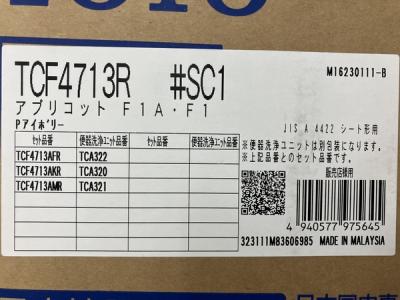 TCF4713R #SC1
M16230111-B
アプリコット F1A・F1
Pアイボリー
JIS A 4422 シート形用
セット品番 便器洗浄ユニット品番 セット品番 便器洗浄ユニット品番
TCF4713AFR TCA322
TCF4713AKR TCA320
TCF4713AMR TCA321
※便器洗浄ユニットは別包装になります。
※上記品番とのセット品番です。
販売店様用
4 940577 975645
323111M83606985 MADE IN MALAYSIA